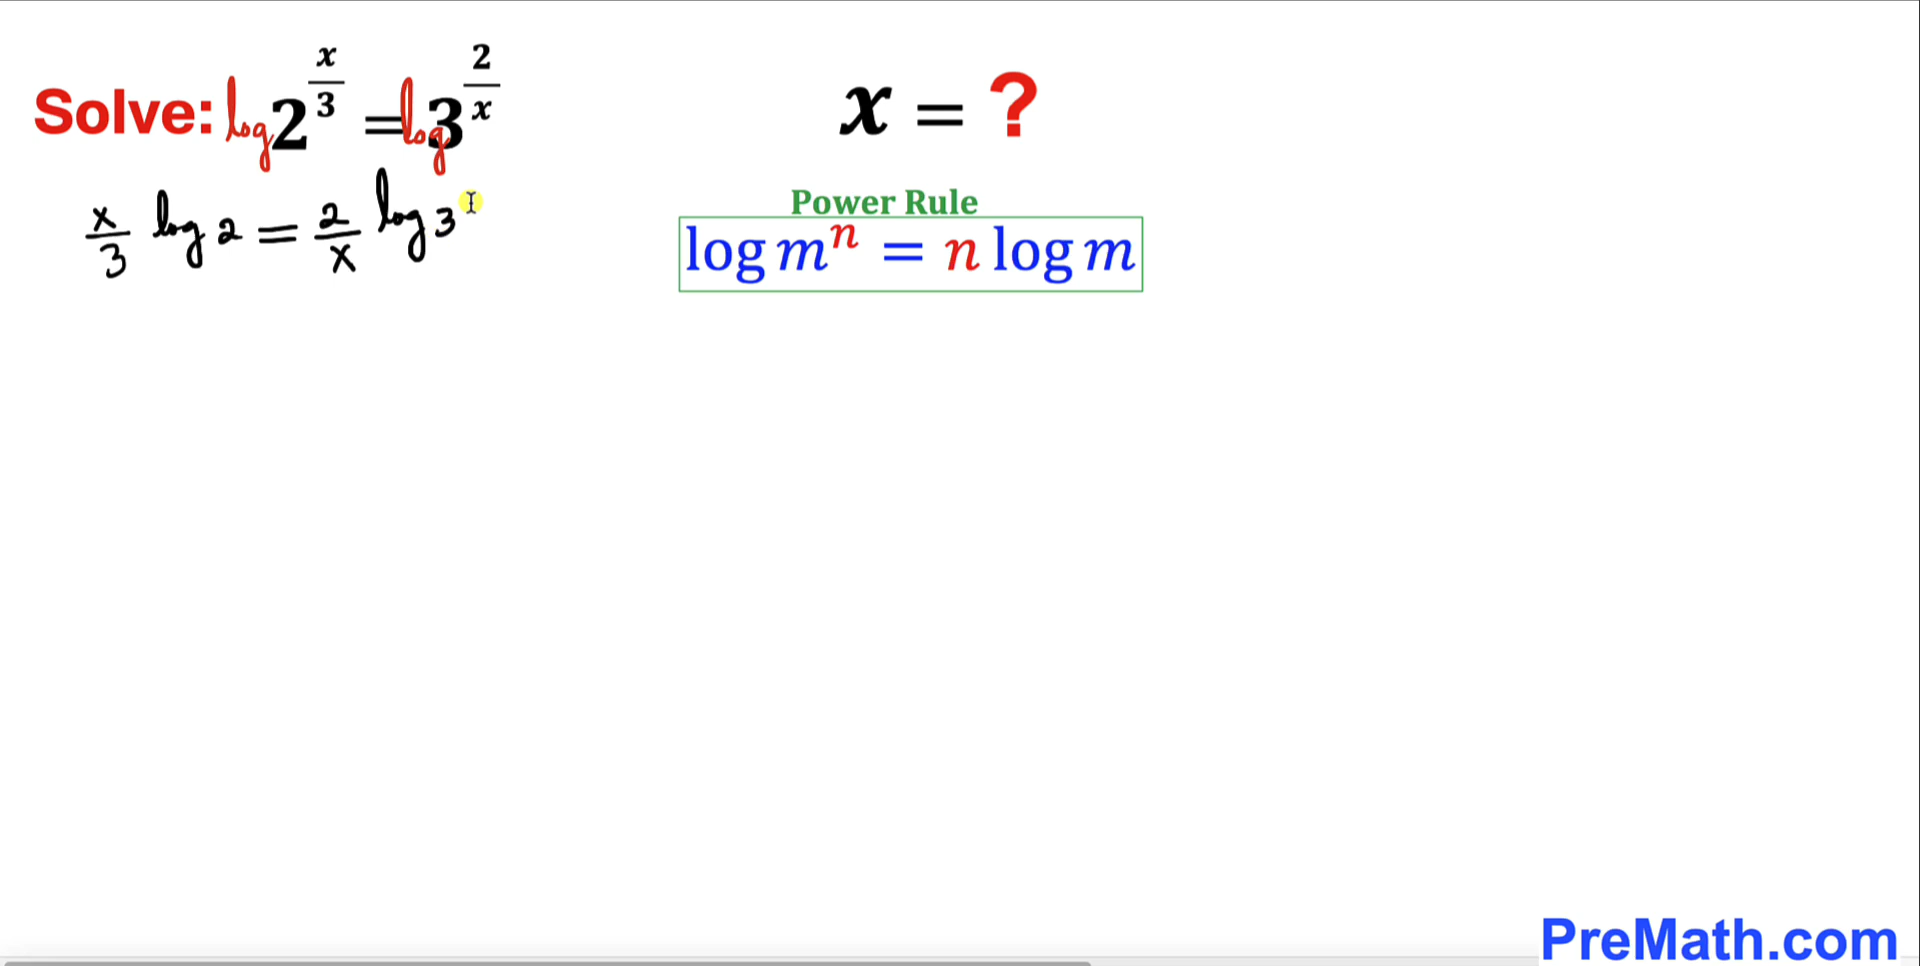 Solve: log 2^(x/3) = log 3^(2/x)
x/3 log 2 = 2/x log 3
x = ?
Power Rule
log m^n = n log m
PreMath.com